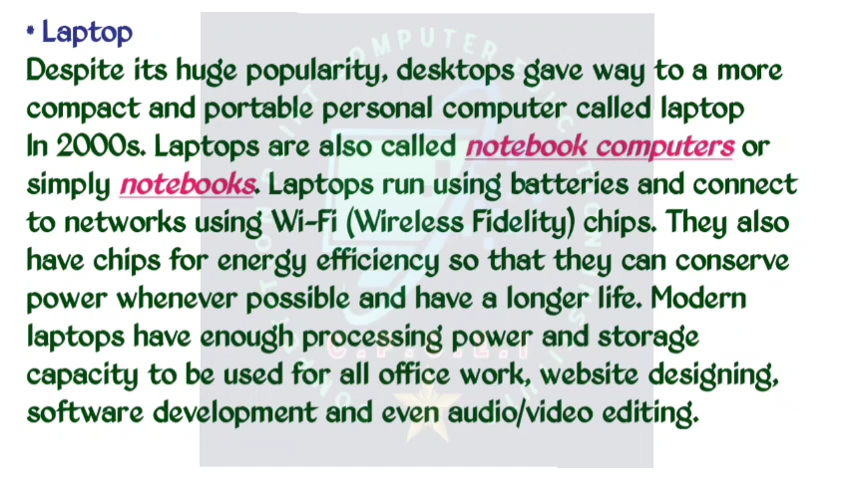 • Laptop
Despite its huge popularity, desktops gave way to a more
compact and portable personal computer called laptop
In 2000s. Laptops are also called notebook computers or
simply notebooks. Laptops run using batteries and connect
to networks using Wi-Fi (Wireless Fidelity) chips. They also
have chips for energy efficiency so that they can conserve
power whenever possible and have a longer life. Modern
laptops have enough processing power and storage
capacity to be used for all office work, website designing,
software development and even audio/video editing.